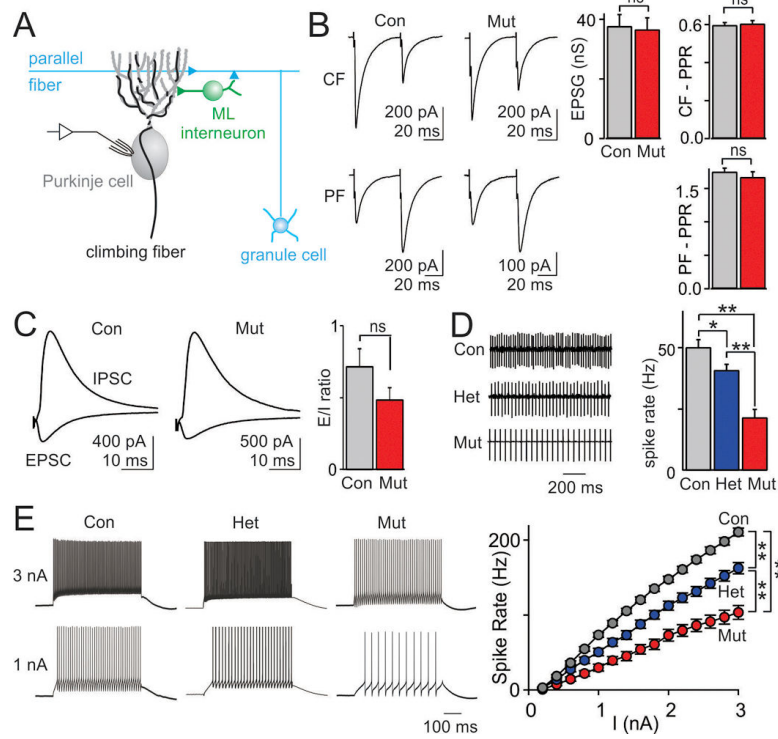 A
parallel
fiber
ML
interneuron
Purkinje cell
climbing fiber
granule cell
B
Con
Mut
CF
200 pA
20 ms
200 pA
20 ms
PF
200 pA
20 ms
100 pA
20 ms
ns
EPSG (nS)
40
0
Con Mut
ns
CF - PPR
0.6
0.0
ns
PF - PPR
1.5
0.0
C
Con
Mut
IPSC
EPSC
400 pA
10 ms
500 pA
10 ms
ns
E/I ratio
1
0
Con Mut
D
Con
Het
Mut
200 ms
**
*
**
spike rate (Hz)
50
0
Con Het Mut
E
Con
Het
Mut
3 nA
1 nA
100 ms
Spike Rate (Hz)
200
100
0
0
1
2
3
I (nA)
Con
Het
Mut
**
**
**